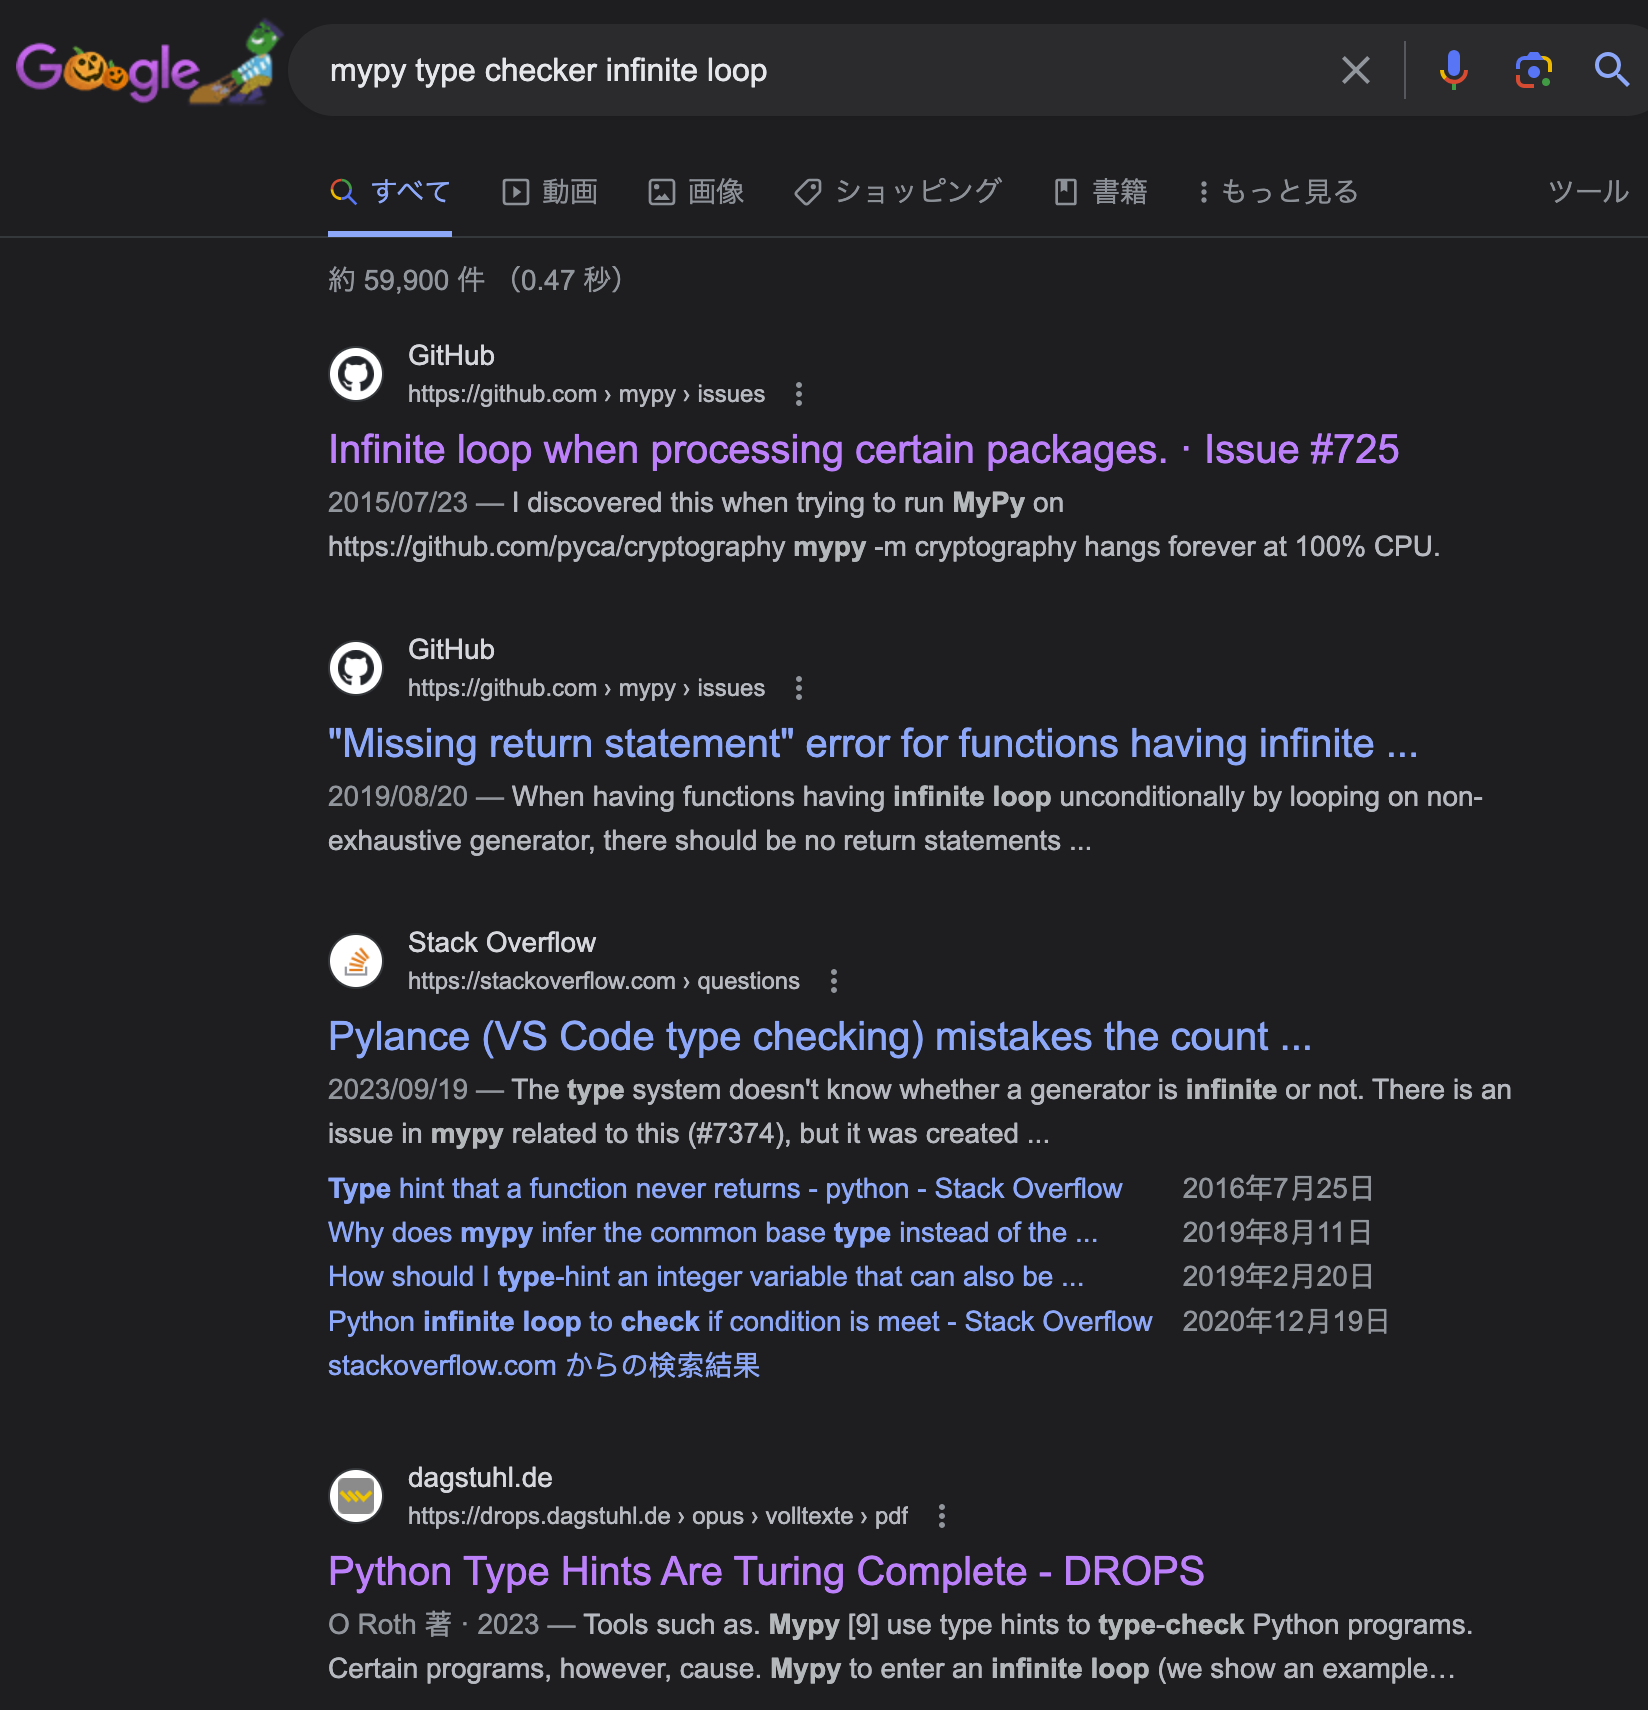 Google
mypy type checker infinite loop
すべて 動画 画像 ショッピング 書籍 もっと見る ツール
約 59,900 件 （0.47 秒）
GitHub
https://github.com › mypy › issues
Infinite loop when processing certain packages. · Issue #725
2015/07/23 — I discovered this when trying to run MyPy on
https://github.com/pyca/cryptography mypy -m cryptography hangs forever at 100% CPU.
GitHub
https://github.com › mypy › issues
"Missing return statement" error for functions having infinite ...
2019/08/20 — When having functions having infinite loop unconditionally by looping on non-
exhaustive generator, there should be no return statements ...
Stack Overflow
https://stackoverflow.com › questions
Pylance (VS Code type checking) mistakes the count ...
2023/09/19 — The type system doesn't know whether a generator is infinite or not. There is an
issue in mypy related to this (#7374), but it was created ...
Type hint that a function never returns - python - Stack Overflow 2016年7月25日
Why does mypy infer the common base type instead of the ... 2019年8月11日
How should I type-hint an integer variable that can also be ... 2019年2月20日
Python infinite loop to check if condition is meet - Stack Overflow 2020年12月19日
stackoverflow.com からの検索結果
dagstuhl.de
https://drops.dagstuhl.de › opus › volltexte › pdf
Python Type Hints Are Turing Complete - DROPS
O Roth 著 · 2023 — Tools such as. Mypy [9] use type hints to type-check Python programs.
Certain programs, however, cause. Mypy to enter an infinite loop (we show an example…